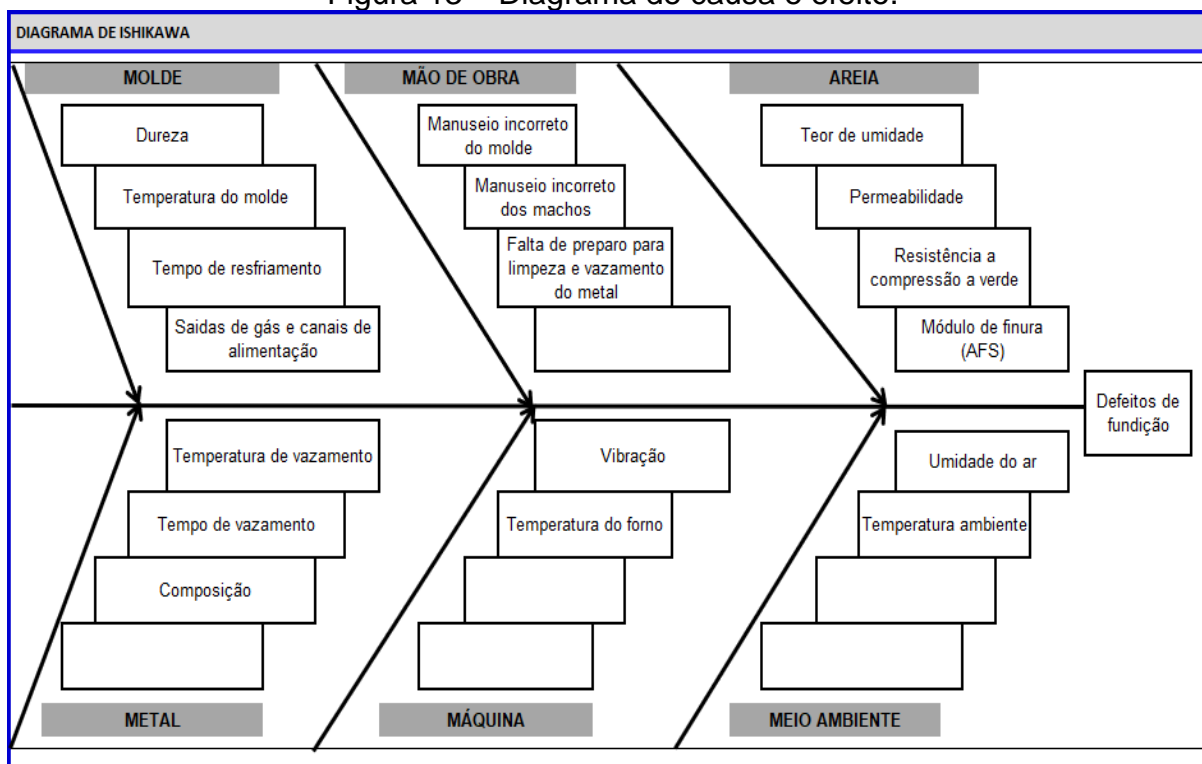 DIAGRAMA DE ISHIKAWA
MOLDE
Dureza
Temperatura do molde
Tempo de resfriamento
Saidas de gás e canais de
alimentação
MÃO DE OBRA
Manuseio incorreto
do molde
Manuseio incorreto
dos machos
Falta de preparo para
limpeza e vazamento
do metal
AREIA
Teor de umidade
Permeabilidade
Resistência a
compressão a verde
Módulo de finura
(AFS)
Defeitos de
fundição
Temperatura de vazamento
Tempo de vazamento
Composição
METAL
Vibração
Temperatura do forno
MÁQUINA
Umidade do ar
Temperatura ambiente
MEIO AMBIENTE